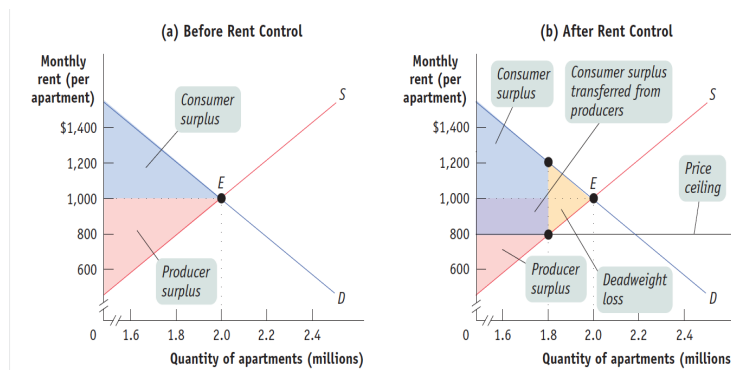 (a) Before Rent Control
Monthly
rent (per
apartment)
$1,400
1,200
1,000
800
600
0
1.6
1.8
2.0
2.2
2.4
Quantity of apartments (millions)
Consumer
surplus
Producer
surplus
E
S
D
(b) After Rent Control
Monthly
rent (per
apartment)
$1,400
1,200
1,000
800
600
0
1.6
1.8
2.0
2.2
2.4
Quantity of apartments (millions
Consumer
surplus
Consumer surplus
transferred from
producers
Price
ceiling
Producer
surplus
Deadweight
loss
E
S
D